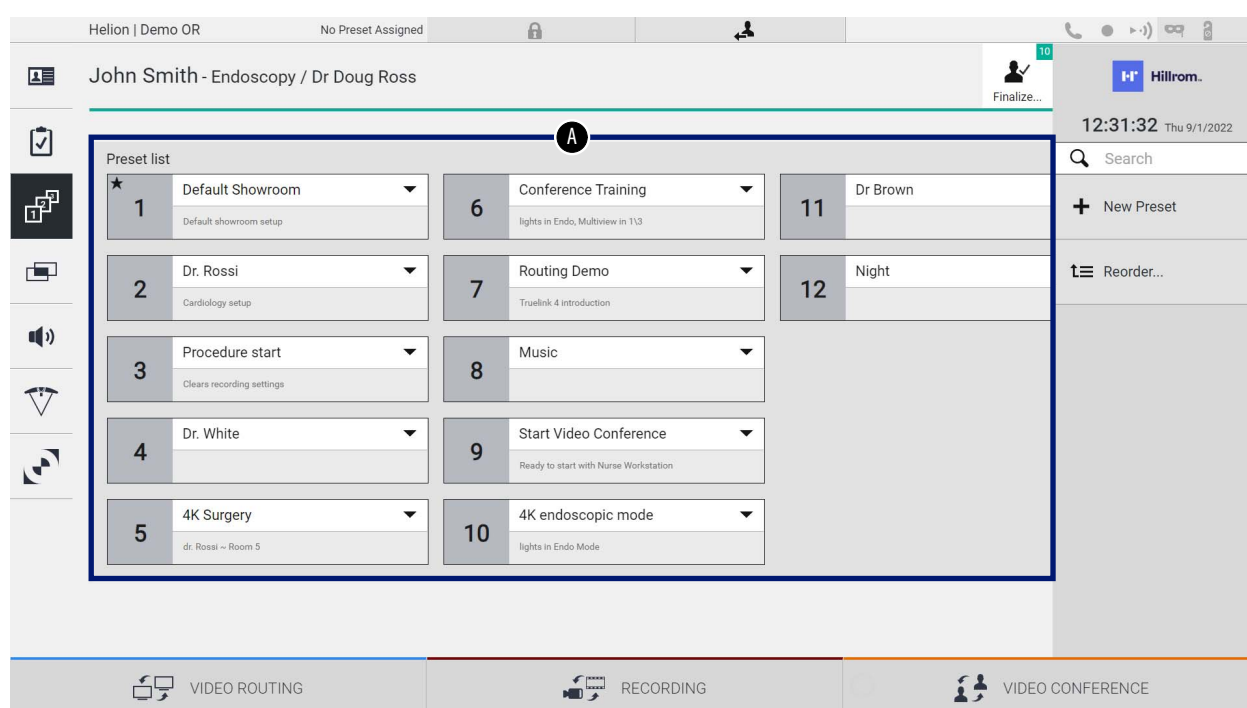 Helion | Demo OR
No Preset Assigned
John Smith - Endoscopy / Dr Doug Ross
10
Finalize...
Hillrom™
12:31:32 Thu 9/1/2022
A
Search
Preset list
1
Default Showroom
Default showroom setup
6
Conference Training
lights in Endo, Multiview in 1\3
11
Dr Brown
New Preset
2
Dr. Rossi
Cardiology setup
7
Routing Demo
Truelink 4 introduction
12
Night
Reorder...
3
Procedure start
Clears recording settings
8
Music
4
Dr. White
9
Start Video Conference
Ready to start with Nurse Workstation
5
4K Surgery
dr. Rossi ~ Room 5
10
4K endoscopic mode
lights in Endo Mode
VIDEO ROUTING
RECORDING
VIDEO CONFERENCE